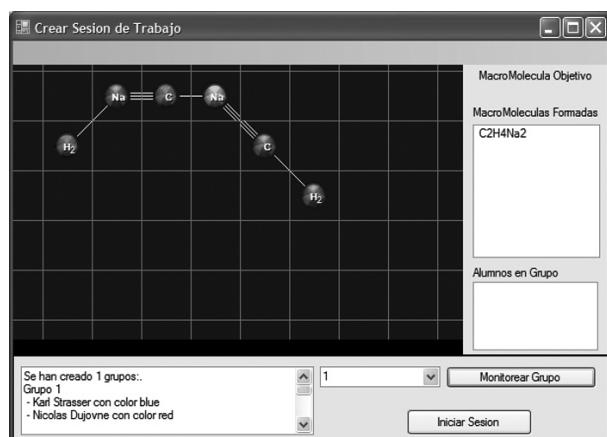 Crear Sesion de Trabajo
MacroMolecula Objetivo
MacroMoleculas Formadas
C2H4Na2
Na
C
Na
H2
C
H2
Alumnos en Grupo
Se han creado 1 grupos:.
Grupo 1
- Karl Strasser con color blue
- Nicolas Dujovne con color red
1
Monitorear Grupo
Iniciar Sesion